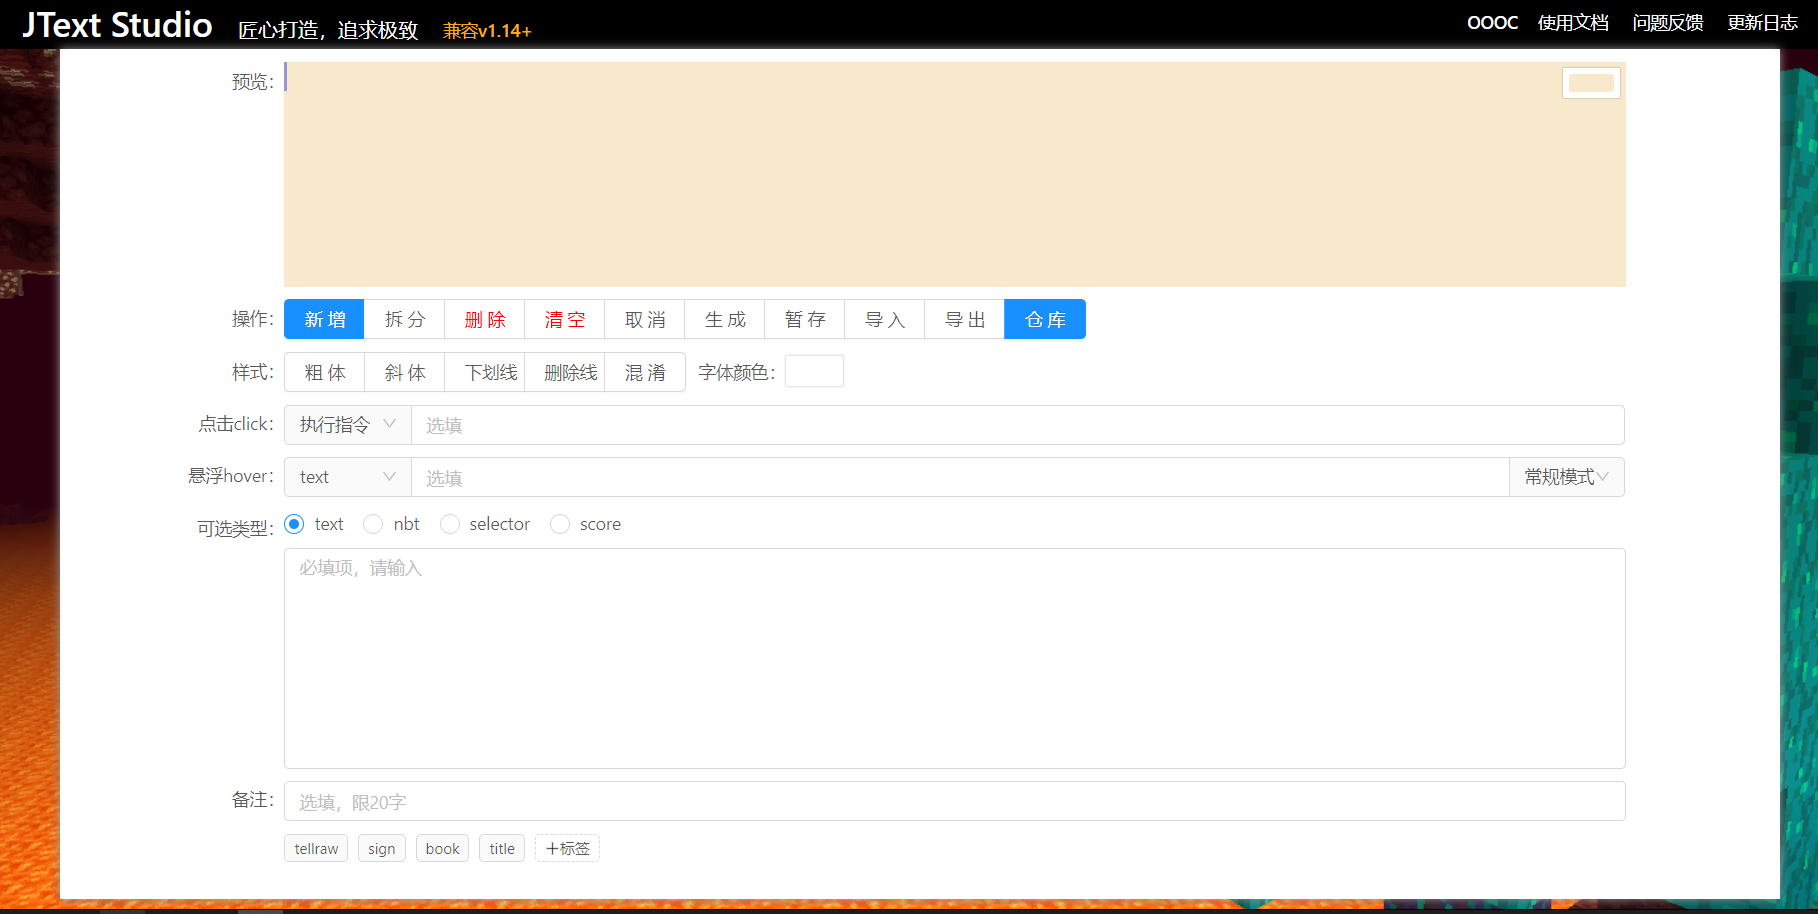 JText Studio 匠心打造，追求极致 兼容v1.14+ OOOC 使用文档 问题反馈 更新日志
预览：
操作： 新增 拆分 删除 清空 取消 生成 暂存 导入 导出 仓库
样式： 粗体 斜体 下划线 删除线 混淆 字体颜色：
点击click： 执行指令 选填
悬浮hover： text 选填 常规模式
可选类型： text nbt selector score
必填项，请输入
备注： 选填，限20字
tellraw sign book title +标签